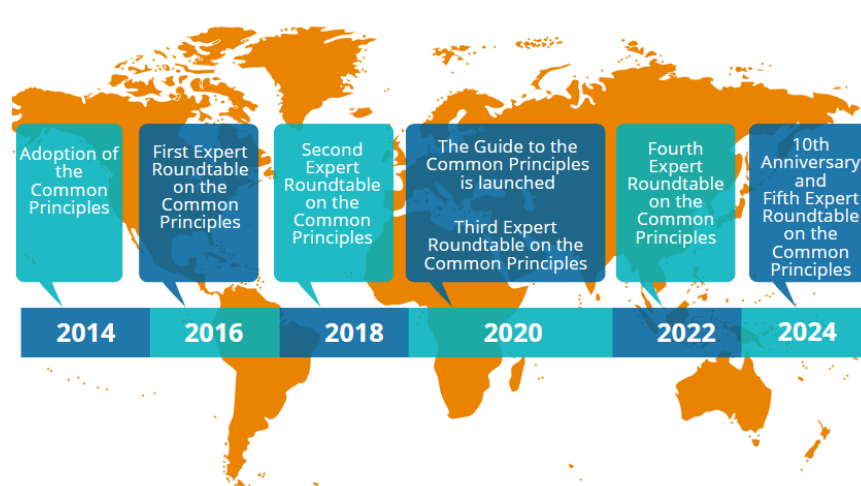 Adoption of
the
Common
Principles
First Expert
Roundtable
on the
Common
Principles
Second
Expert
Roundtable
on the
Common
Principles
The Guide to the
Common Principles
is launched
Third Expert
Roundtable on the
Common Principles
Fourth
Expert
Roundtable
on the
Common
Principles
10th
Anniversary
and
Fifth Expert
Roundtable
on the
Common
Principles
2014
2016
2018
2020
2022
2024